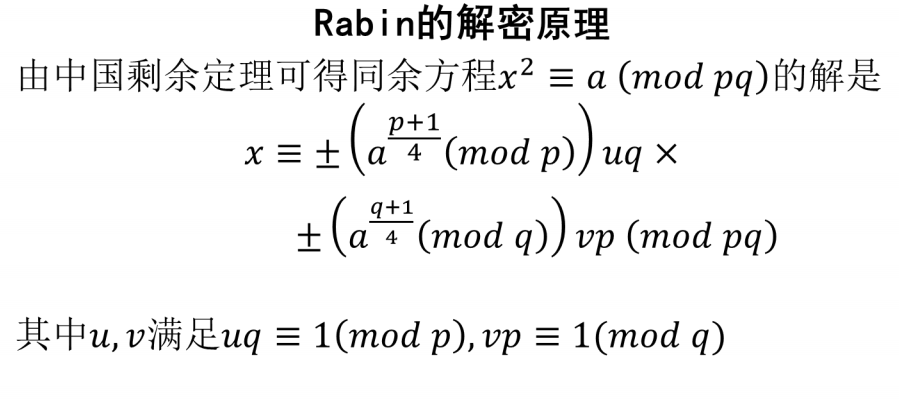 Rabin的解密原理
由中国剩余定理可得同余方程x² ≡ a (mod pq)的解是
x ≡ ± (a^{\frac{p+1}{4}}(mod p)) uq ×
± (a^{\frac{q+1}{4}}(mod q)) vp (mod pq)
其中u, v满足uq ≡ 1(mod p), vp ≡ 1(mod q)